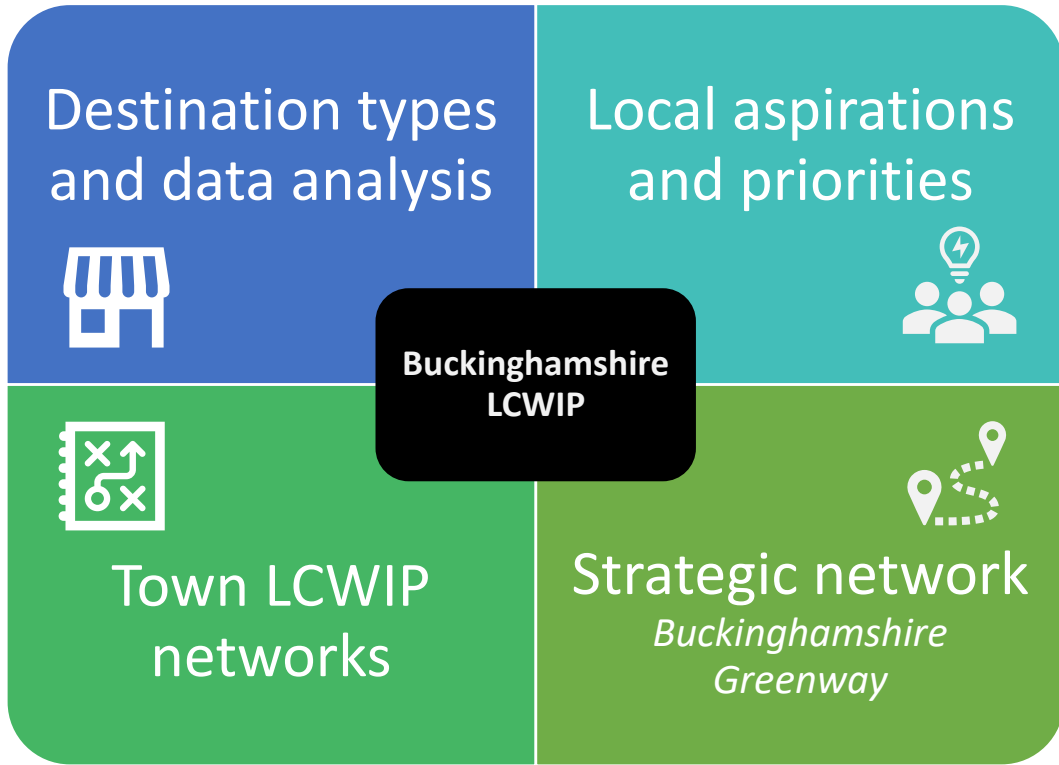 Destination types
and data analysis
Local aspirations
and priorities
Buckinghamshire
LCWIP
Town LCWIP
networks
Strategic network
Buckinghamshire
Greenway